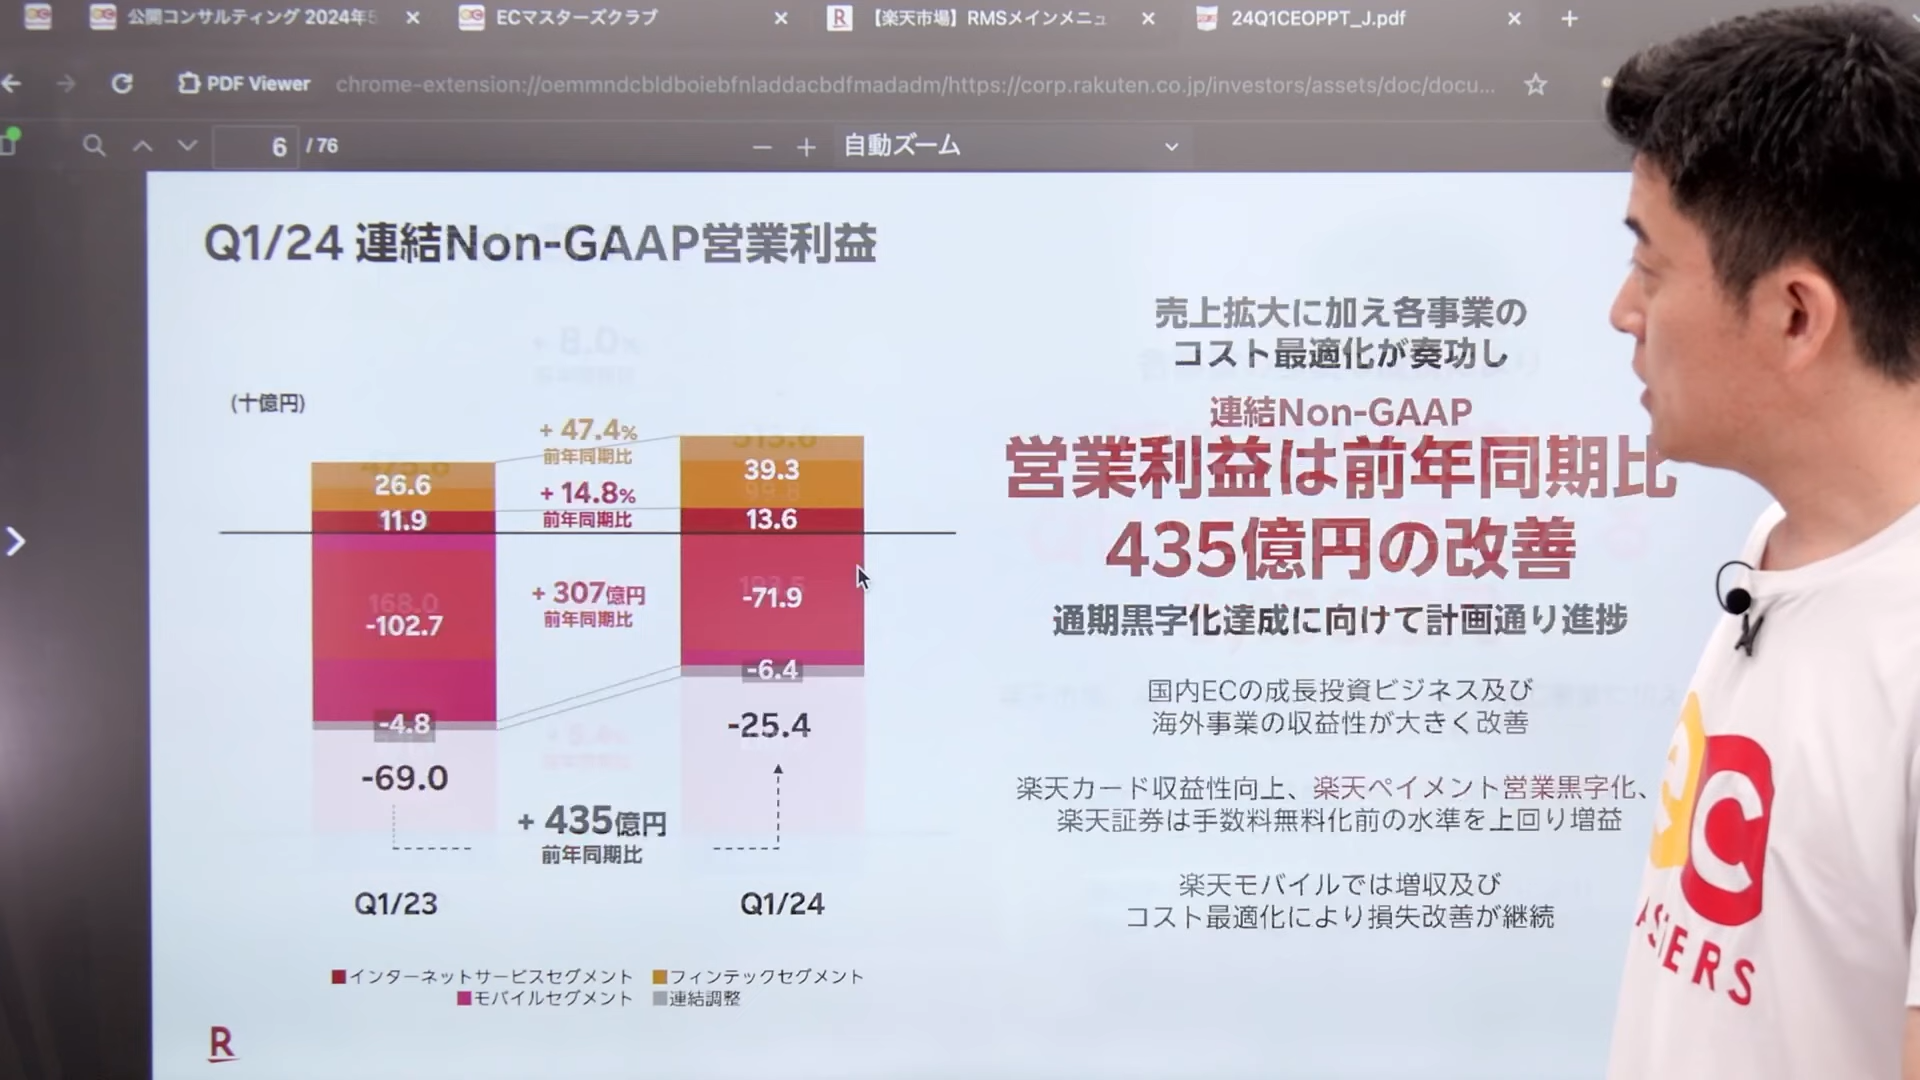 公開コンサルティング 2024年5
ECマスターズクラブ
【楽天市場】RMSメインメニュ
24Q1CEOPPT_J.pdf
PDF Viewer
chrome-extension://oemmndcbldboiebfnladdacbdfmadadm/https://corp.rakuten.co.jp/investors/assets/doc/docu...
6 / 76
自動ズーム
Q1/24 連結Non-GAAP営業利益
(十億円)
+ 47.4%
前年同期比
+ 14.8%
前年同期比
+ 307億円
前年同期比
26.6
11.9
-102.7
-4.8
-69.0
39.3
13.6
-71.9
-6.4
-25.4
+ 435億円
前年同期比
Q1/23
Q1/24
インターネットサービスセグメント
フィンテックセグメント
モバイルセグメント
連結調整
R
売上拡大に加え各事業の
コスト最適化が奏功し
連結Non-GAAP
営業利益は前年同期比
435億円の改善
通期黒字化達成に向けて計画通り進捗
国内ECの成長投資ビジネス及び
海外事業の収益性が大きく改善
楽天カード収益性向上、楽天ペイメント営業黒字化、
楽天証券は手数料無料化前の水準を上回り増益
楽天モバイルでは増収及び
コスト最適化により損失改善が継続